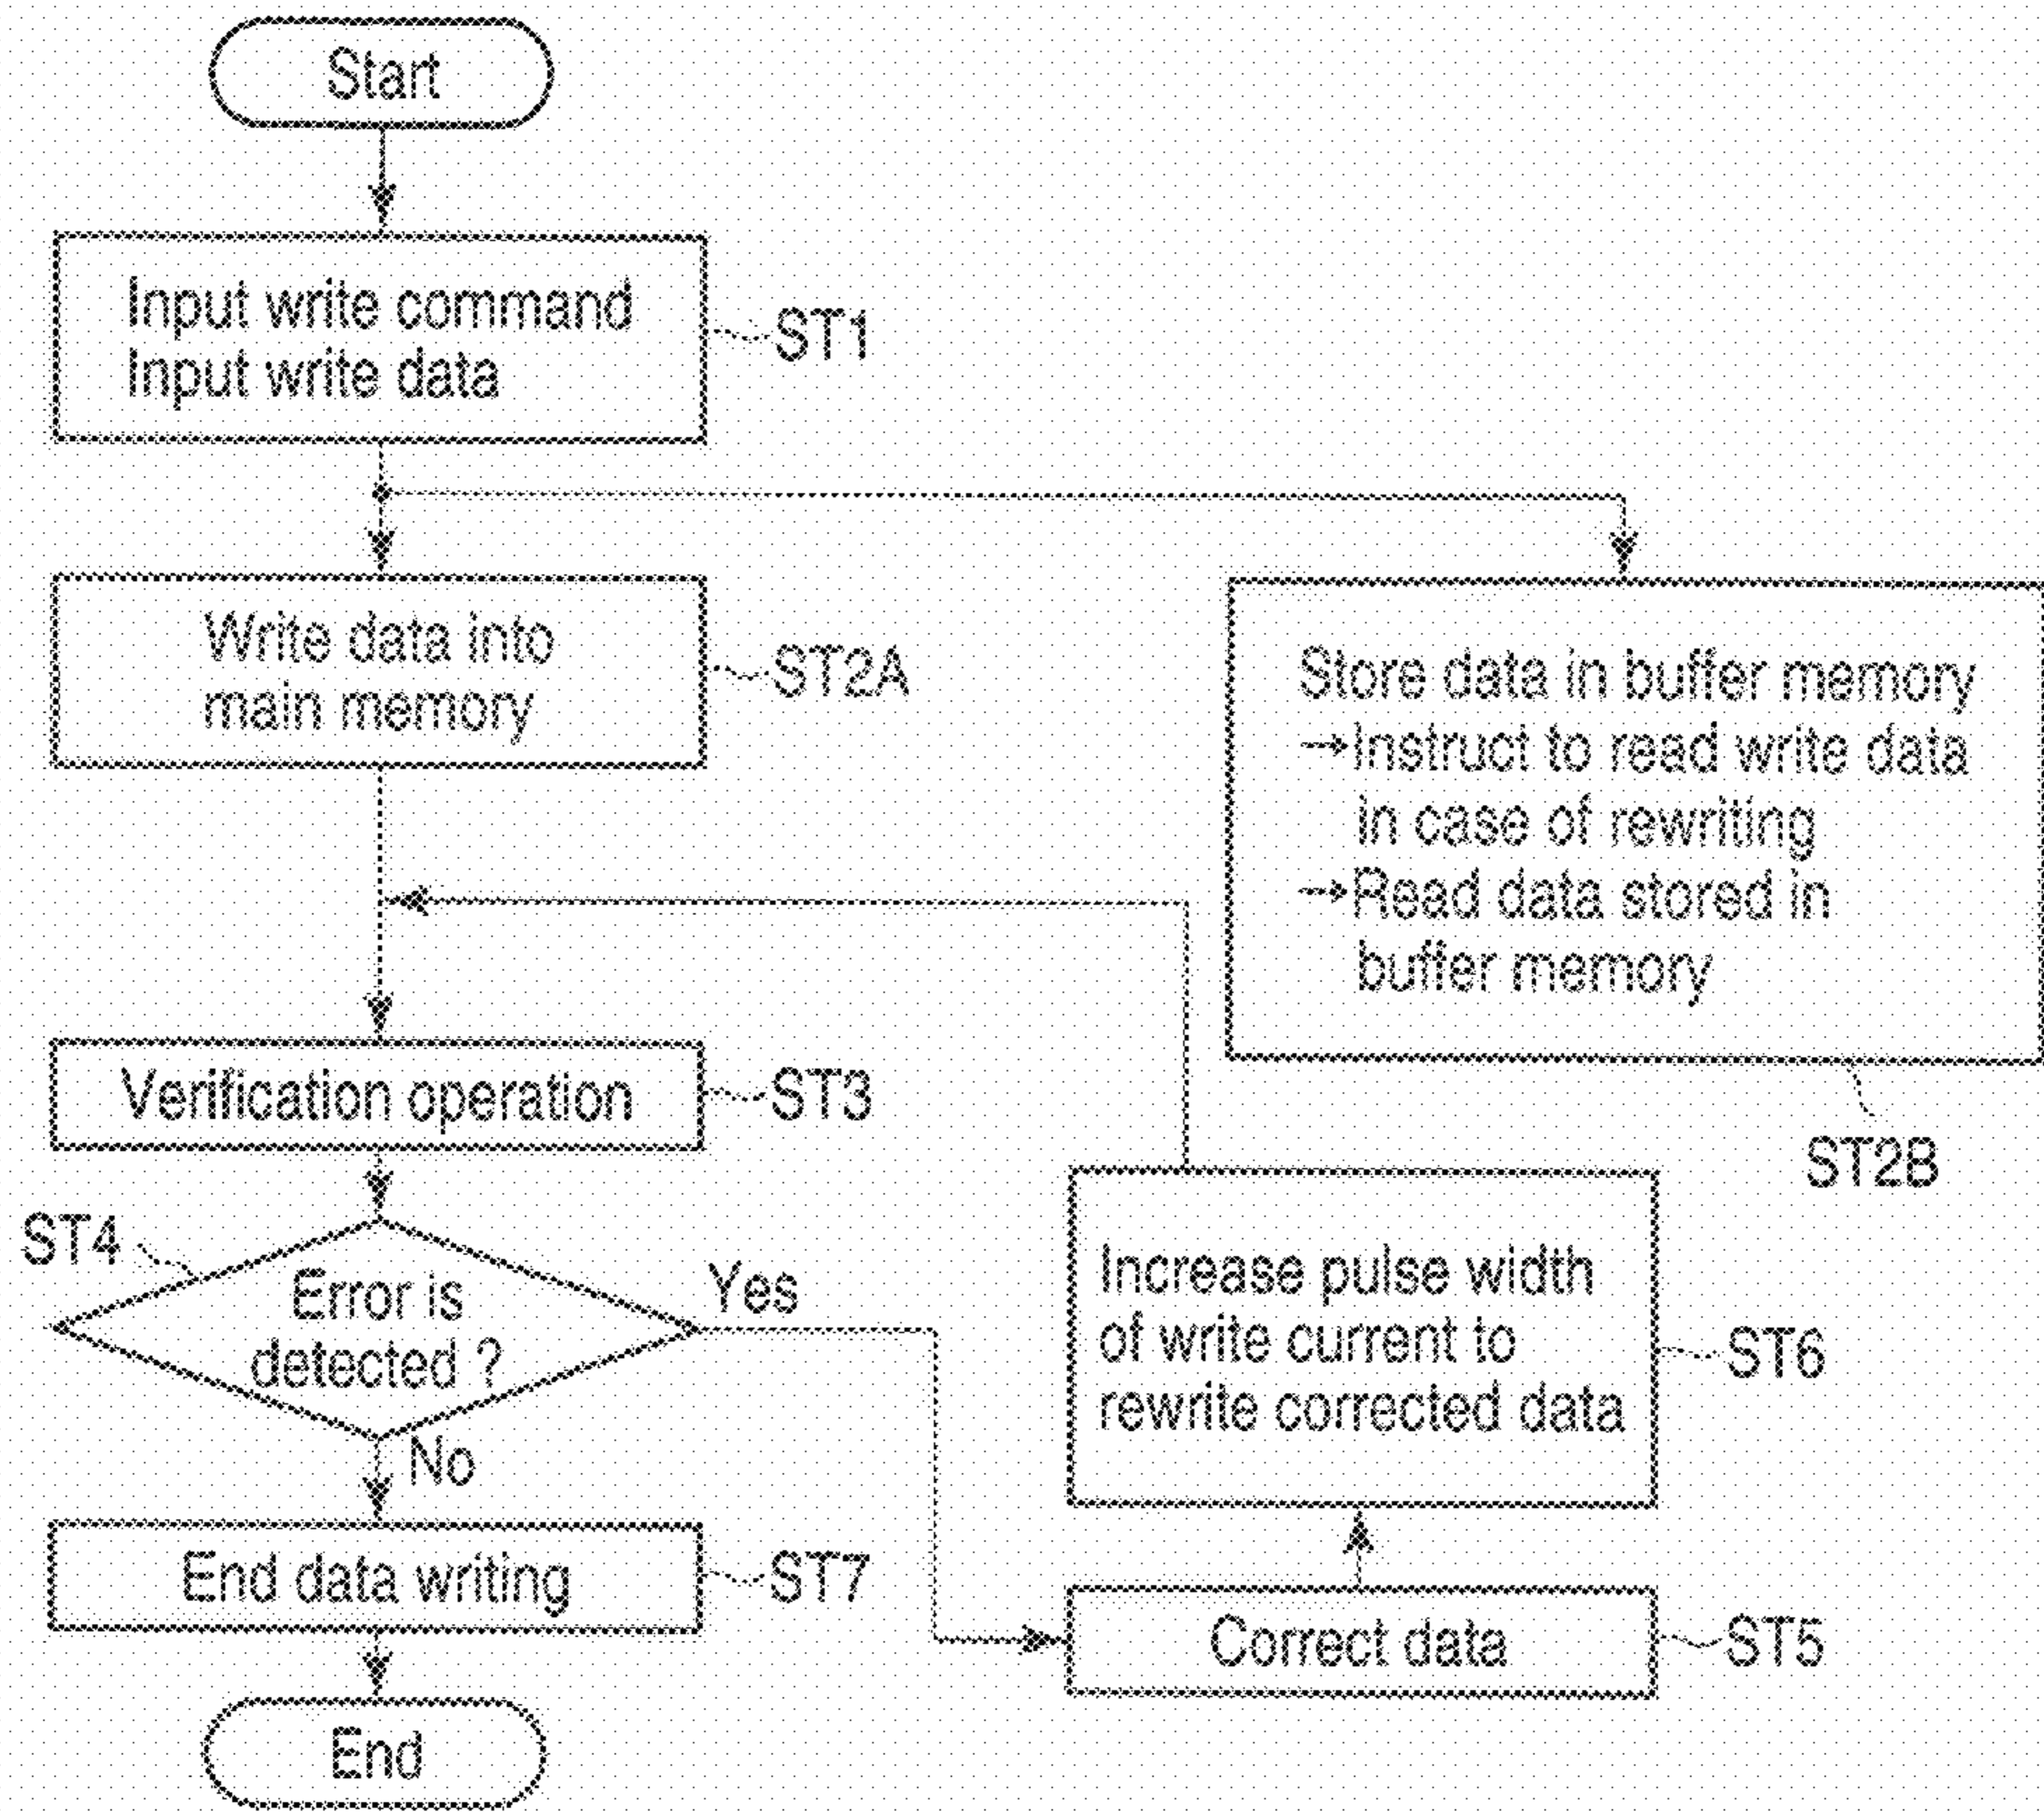 Start
Input write command
Input write data
ST1
Write data into
main memory
ST2A
Store data in buffer memory
→Instruct to read write data
in case of rewriting
→Read data stored in
buffer memory
ST2B
Verification operation
ST3
ST4
Error is
detected ?
Yes
No
Increase pulse width
of write current to
rewrite corrected data
ST6
Correct data
ST5
End data writing
ST7
End